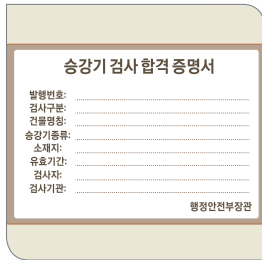 승강기 검사 합격 증명서
발행번호:
검사구분:
건물명칭:
승강기종류:
소재지:
유효기간:
검사자:
검사기관:
행정안전부장관